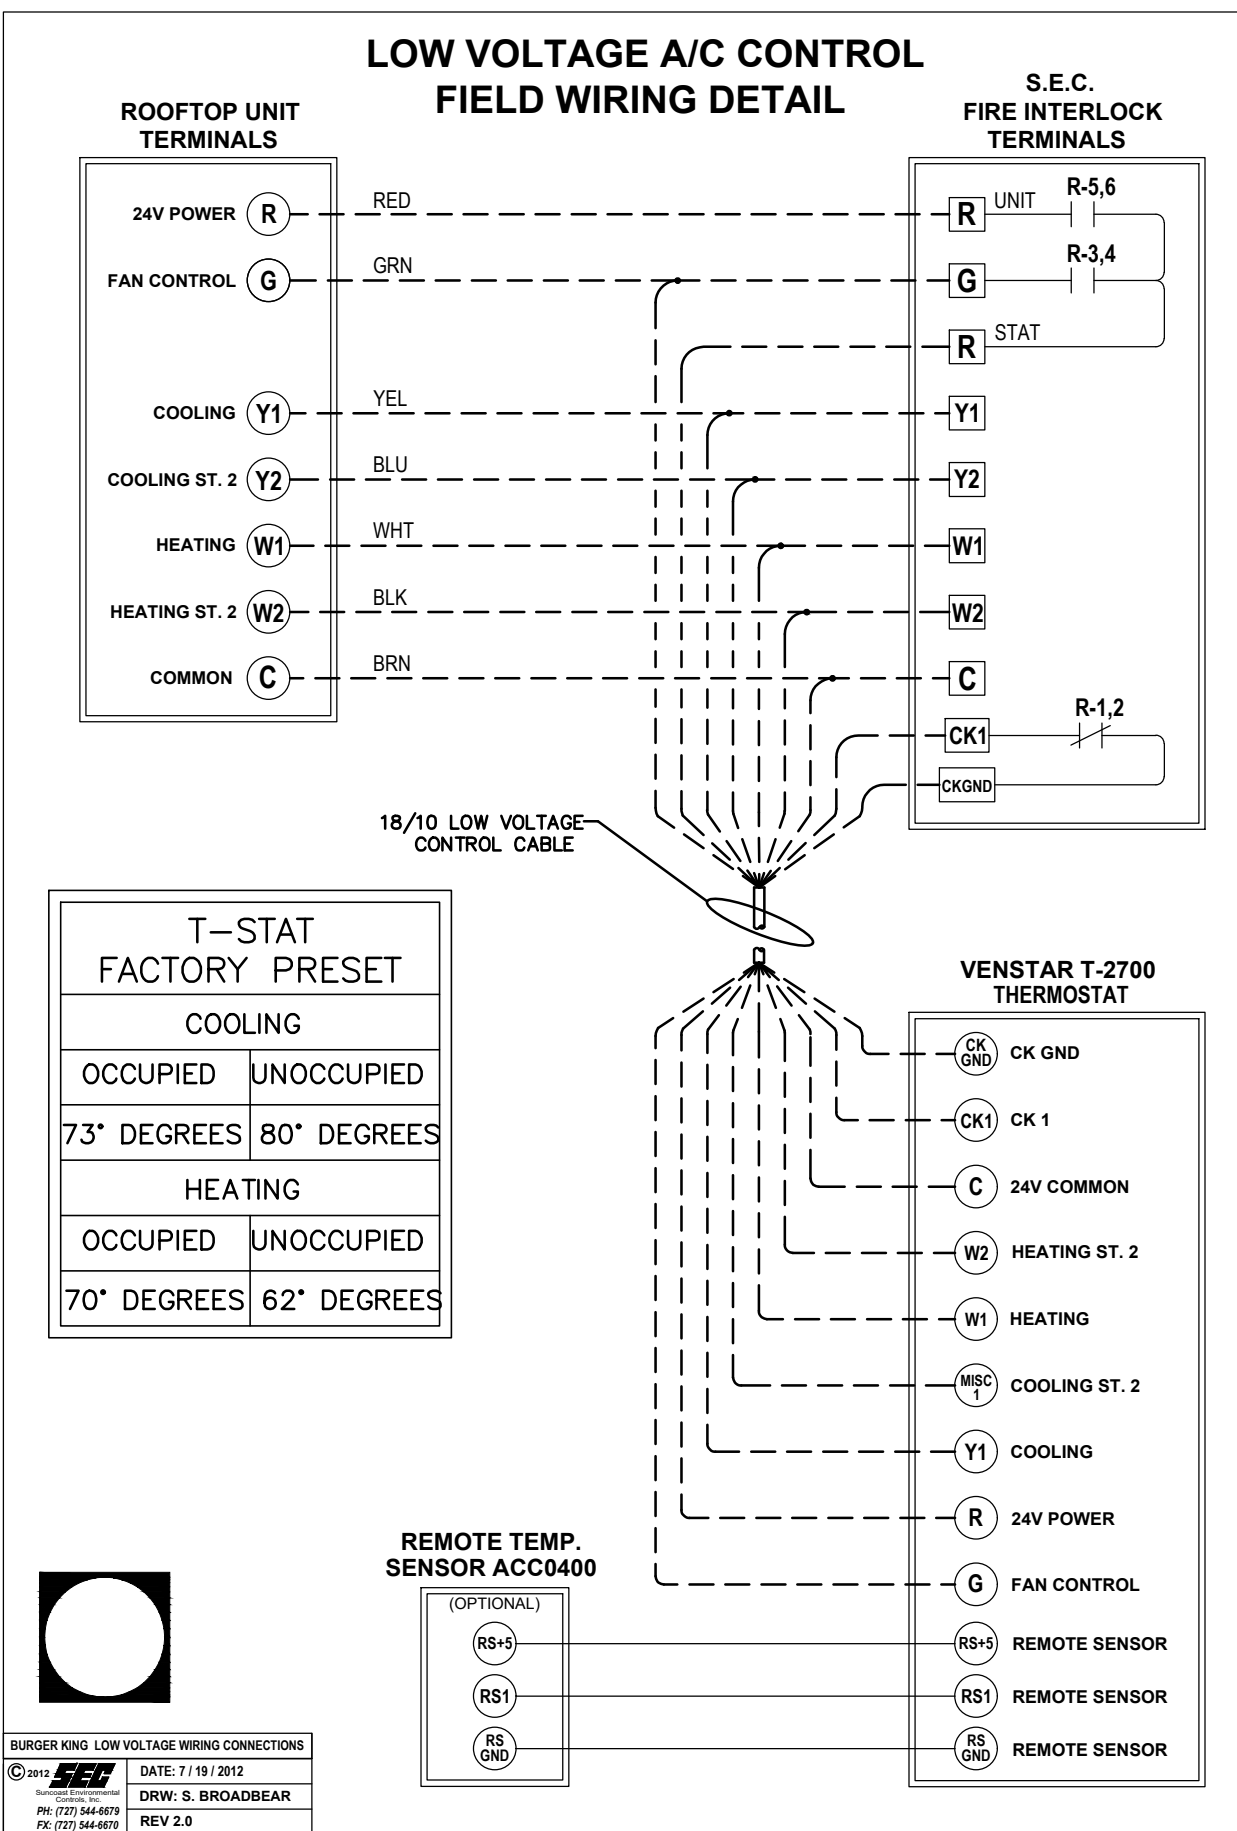 LOW VOLTAGE A/C CONTROL
FIELD WIRING DETAIL
ROOFTOP UNIT
TERMINALS
S.E.C.
FIRE INTERLOCK
TERMINALS
24V POWER R RED R UNIT R-5,6
FAN CONTROL G GRN G R-3,4
R STAT
COOLING Y1 YEL Y1
COOLING ST. 2 Y2 BLU Y2
HEATING W1 WHT W1
HEATING ST. 2 W2 BLK W2
COMMON C BRN C
CK1 R-1,2
CKGND
18/10 LOW VOLTAGE
CONTROL CABLE
T-STAT
FACTORY PRESET
COOLING
OCCUPIED UNOCCUPIED
73° DEGREES 80° DEGREES
HEATING
OCCUPIED UNOCCUPIED
70° DEGREES 62° DEGREES
VENSTAR T-2700
THERMOSTAT
CK
GND CK GND
CK1 CK 1
C 24V COMMON
W2 HEATING ST. 2
W1 HEATING
MISC
1 COOLING ST. 2
Y1 COOLING
R 24V POWER
G FAN CONTROL
RS+5 REMOTE SENSOR
RS1 REMOTE SENSOR
RS
GND REMOTE SENSOR
REMOTE TEMP.
SENSOR ACC0400
(OPTIONAL)
RS+5
RS1
RS
GND
BURGER KING LOW VOLTAGE WIRING CONNECTIONS
© 2012 SEC
Suncoast Environmental
Controls, Inc.
PH: (727) 544-6679
FX: (727) 544-6670
DATE: 7 / 19 / 2012
DRW: S. BROADBEAR
REV 2.0